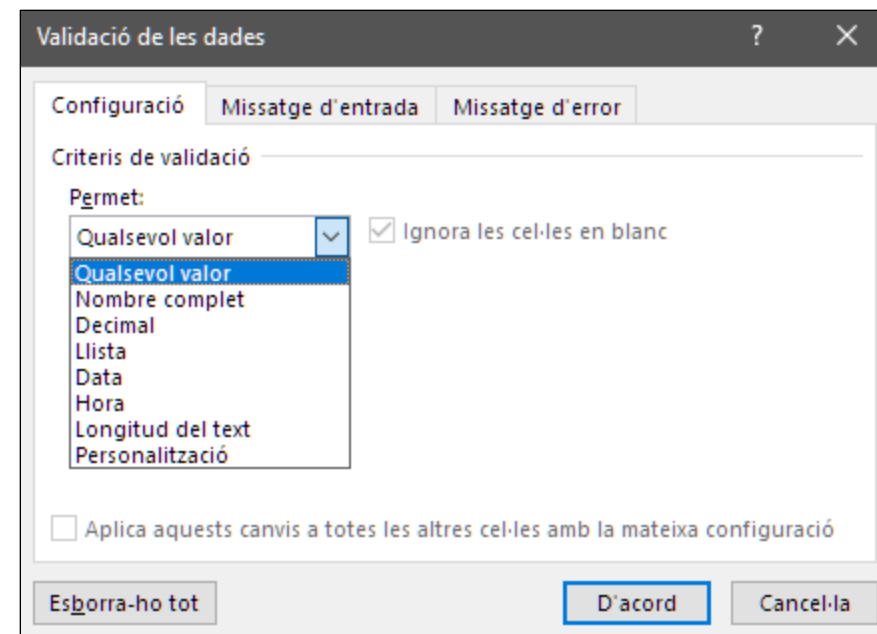 Validació de les dades ?
Configuració Missatge d'entrada Missatge d'error
Criteris de validació
Permet:
Qualsevol valor Ignora les cel·les en blanc
Qualsevol valor
Nombre complet
Decimal
Llista
Data
Hora
Longitud del text
Personalització
Aplica aquests canvis a totes les altres cel·les amb la mateixa configuració
Esborra-ho tot D'acord Cancel·la